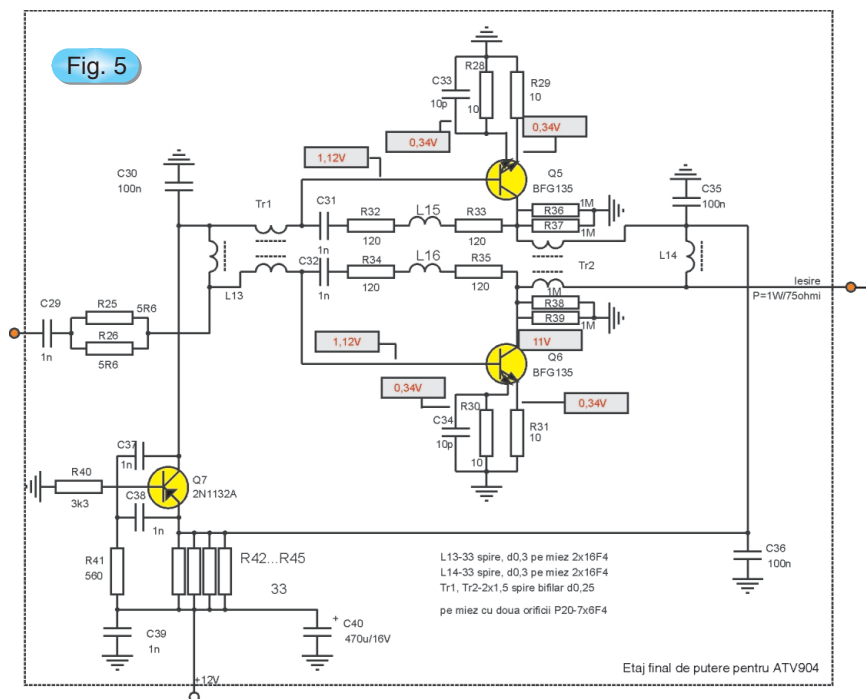 Fig. 5
R28
C33
10p
10
R29
10
0,34V
0,34V
1,12V
C30
100n
Q5
BFG135
C35
100n
Tr1
C31
1n
R32
120
L15
R33
120
1M
R36
R37
1M
C32
1n
R34
120
L16
R35
120
Tr2
L14
L13
Iesire
P=1W/75ohmi
C29
1n
R25
5R6
R26
5R6
1M
R38
R39
1M
1,12V
11V
Q6
BFG135
0,34V
0,34V
C34
10p
R30
10
R31
10
C37
1n
R40
3k3
Q7
2N1132A
C38
1n
R41
560
R42...R45
33
C36
100n
L13-33 spire, d0,3 pe miez 2x16F4
L14-33 spire, d0,3 pe miez 2x16F4
Tr1, Tr2-2x1,5 spire bifilar d0,25
pe miez cu doua orificii P20-7x6F4
C39
1n
+
C40
470u/16V
+12V
Etaj final de putere pentru ATV904